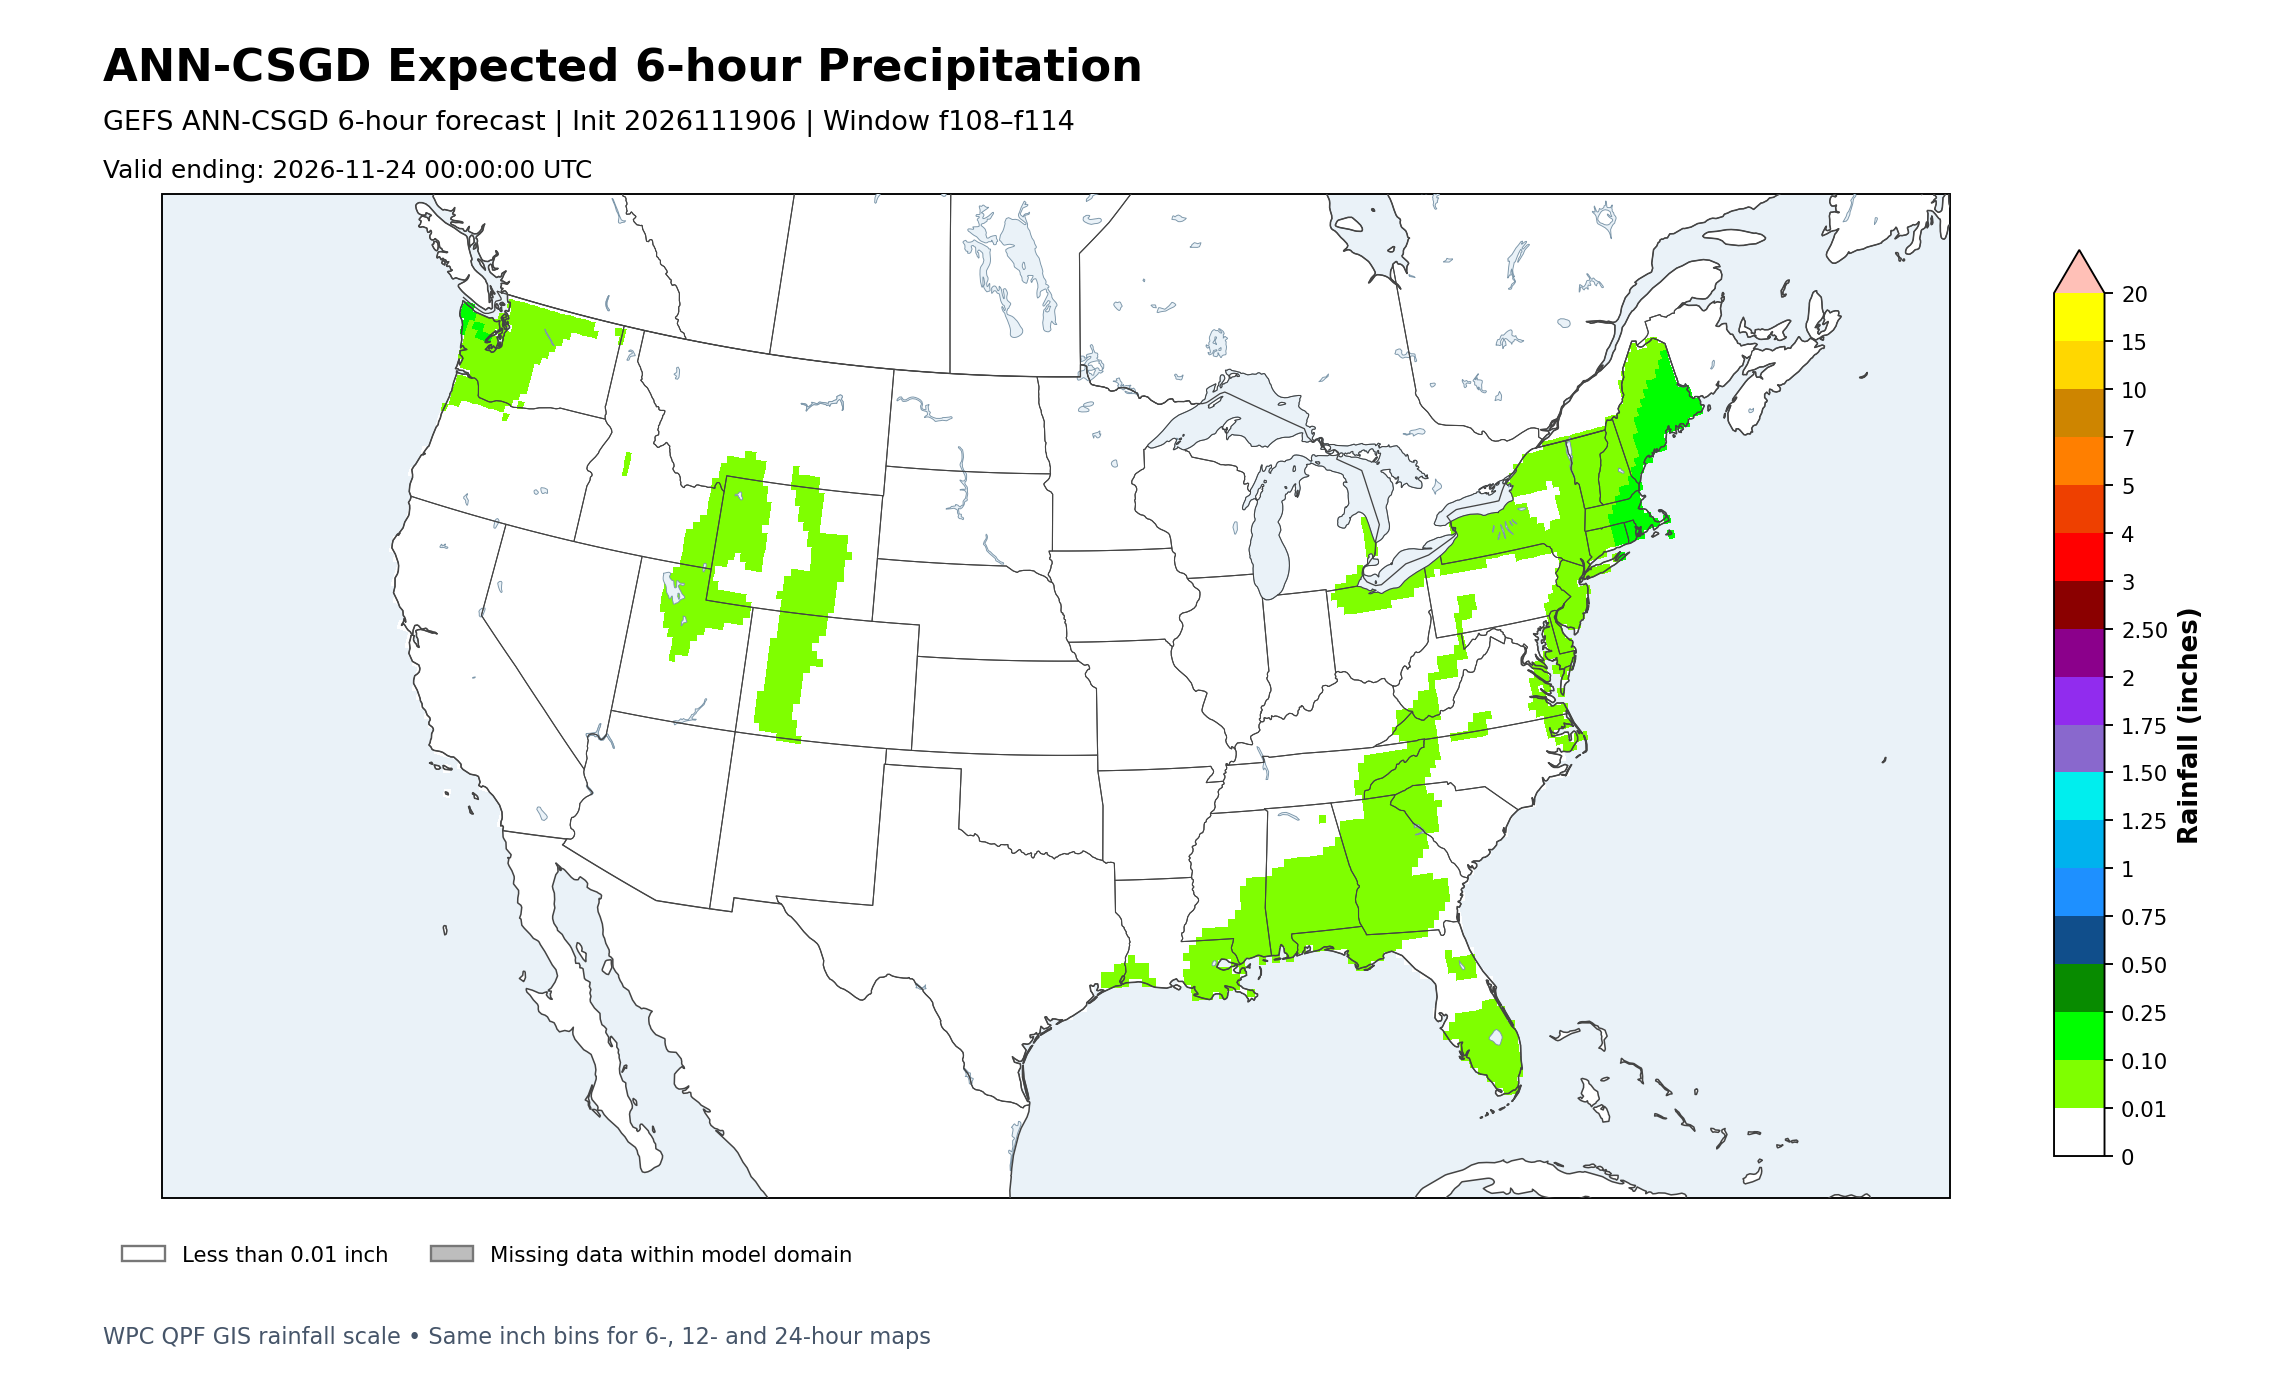 ANN-CSGD Expected 6-hour Precipitation
GEFS ANN-CSGD 6-hour forecast | Init 2026111906 | Window f108–f114
Valid ending: 2026-11-24 00:00:00 UTC
20
15
10
7
5
4
3
2.50
2
1.75
1.50
1.25
1
0.75
0.50
0.25
0.10
0.01
0
Rainfall (inches)
Less than 0.01 inch
Missing data within model domain
WPC QPF GIS rainfall scale • Same inch bins for 6-, 12- and 24-hour maps